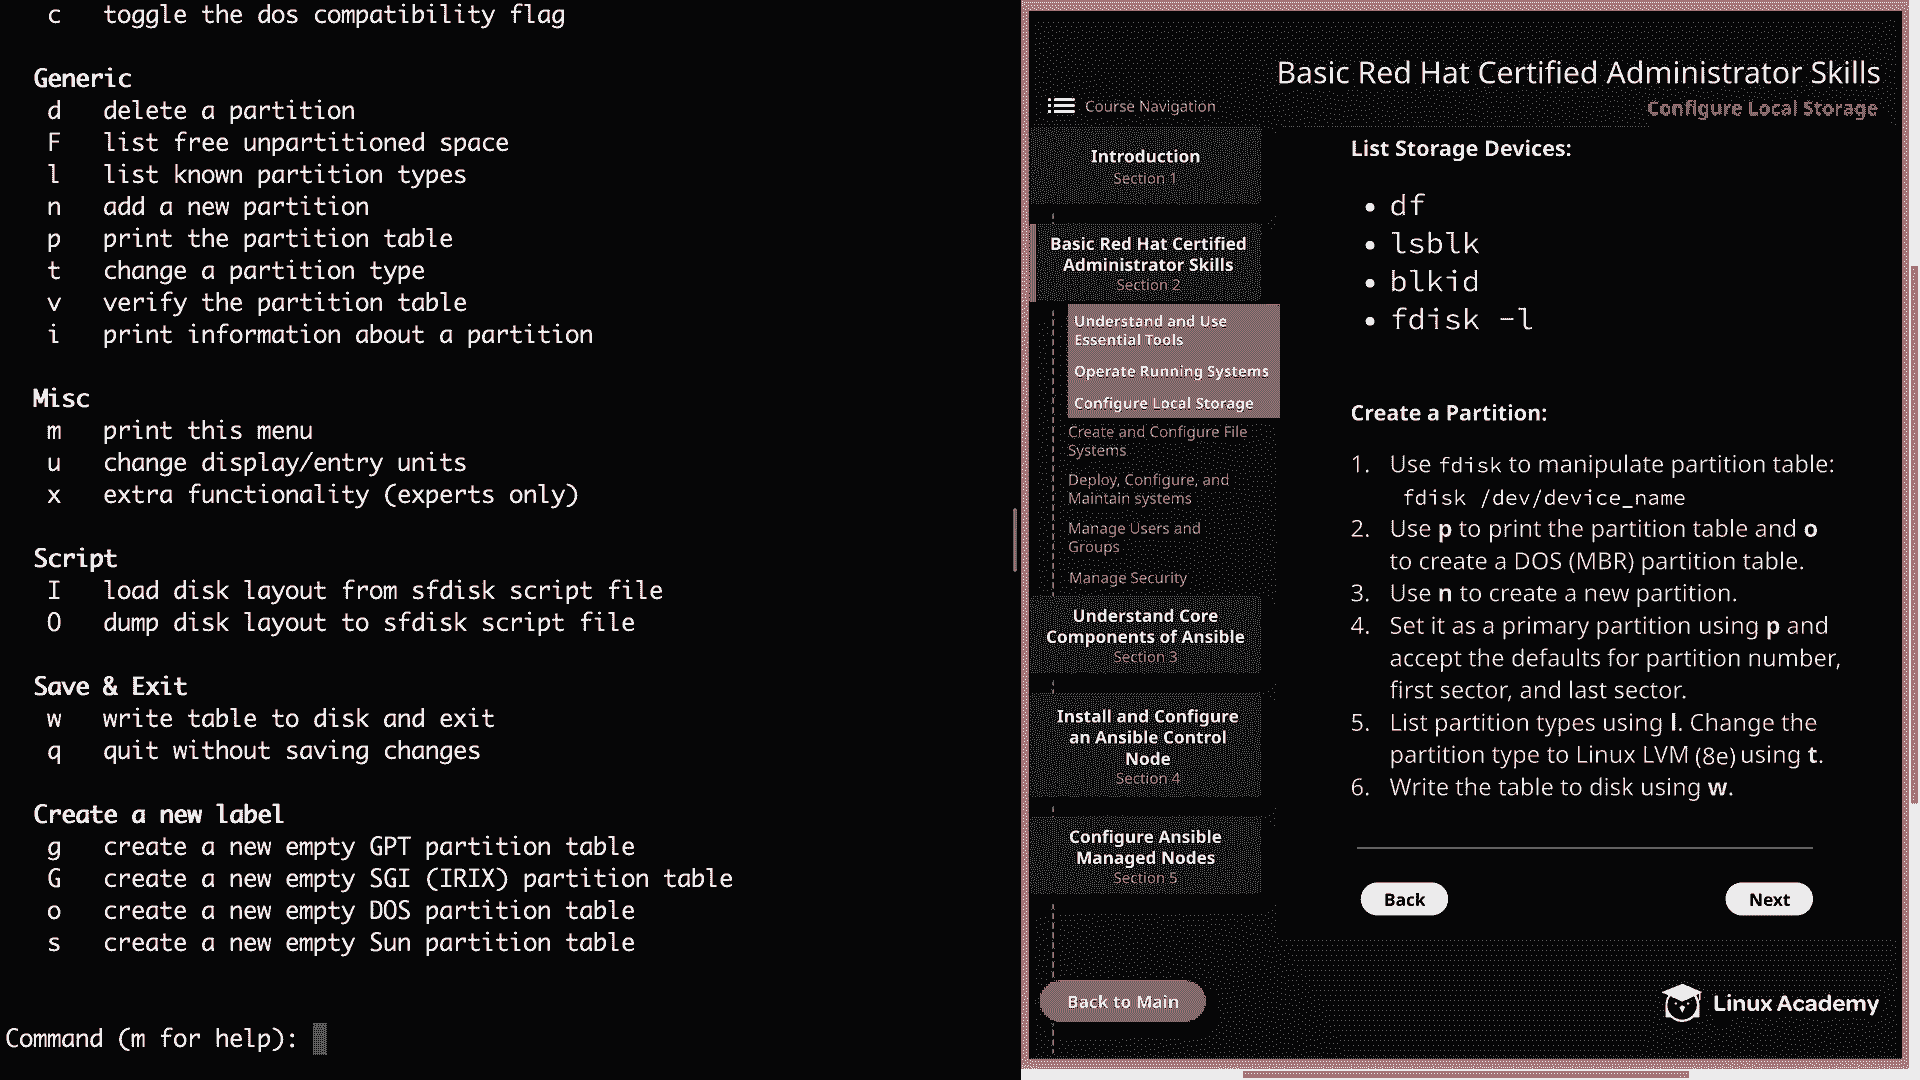 c toggle the dos compatibility flag
Generic
d delete a partition
F list free unpartitioned space
l list known partition types
n add a new partition
p print the partition table
t change a partition type
v verify the partition table
i print information about a partition
Misc
m print this menu
u change display/entry units
x extra functionality (experts only)
Script
I load disk layout from sfdisk script file
O dump disk layout to sfdisk script file
Save & Exit
w write table to disk and exit
q quit without saving changes
Create a new label
g create a new empty GPT partition table
G create a new empty SGI (IRIX) partition table
o create a new empty DOS partition table
s create a new empty Sun partition table
Command (m for help):
Basic Red Hat Certified Administrator Skills
Configure Local Storage
Course Navigation
Introduction
Section 1
Basic Red Hat Certified
Administrator Skills
Section 2
Understand and Use
Essential Tools
Operate Running Systems
Configure Local Storage
Create and Configure File
Systems
Deploy, Configure, and
Maintain systems
Manage Users and
Groups
Manage Security
Understand Core
Components of Ansible
Section 3
Install and Configure
an Ansible Control
Node
Section 4
Configure Ansible
Managed Nodes
Section 5
Back to Main
List Storage Devices:
• df
• lsblk
• blkid
• fdisk -l
Create a Partition:
1. Use fdisk to manipulate partition table:
fdisk /dev/device_name
2. Use p to print the partition table and o
to create a DOS (MBR) partition table.
3. Use n to create a new partition.
4. Set it as a primary partition using p and
accept the defaults for partition number,
first sector, and last sector.
5. List partition types using l. Change the
partition type to Linux LVM (8e) using t.
6. Write the table to disk using w.
Back
Next
Linux Academy